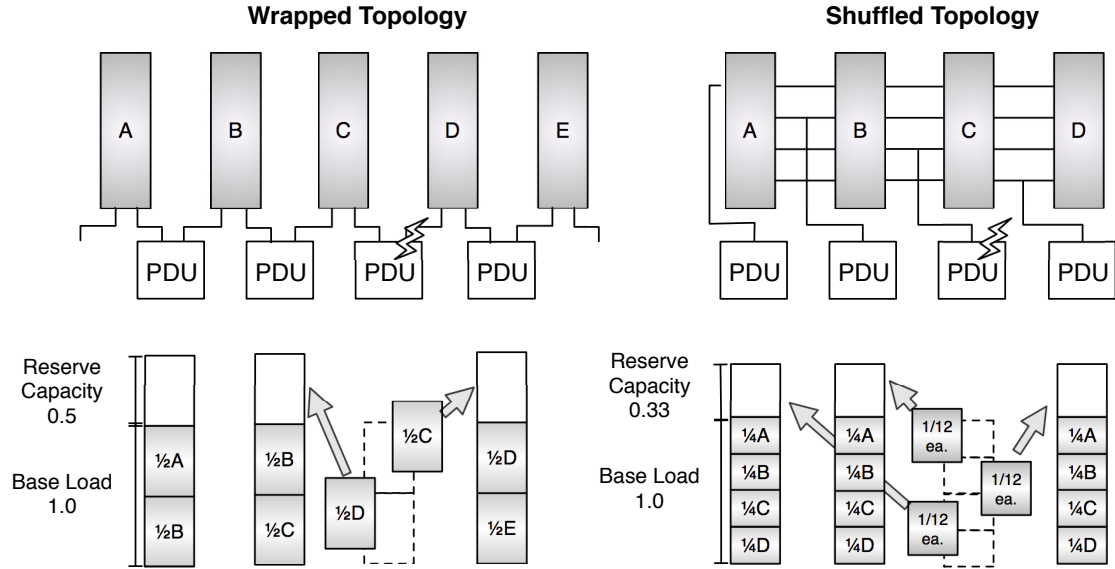 Wrapped Topology
A
B
C
D
E
PDU
PDU
PDU
PDU
Reserve
Capacity
0.5
Base Load
1.0
½A
½B
½B
½C
½D
½C
½D
½E
Shuffled Topology
A
B
C
D
PDU
PDU
PDU
PDU
Reserve
Capacity
0.33
Base Load
1.0
¼A
¼B
¼C
¼D
¼A
¼B
¼C
¼D
1/12
ea.
1/12
ea.
1/12
ea.
¼A
¼B
¼C
¼D